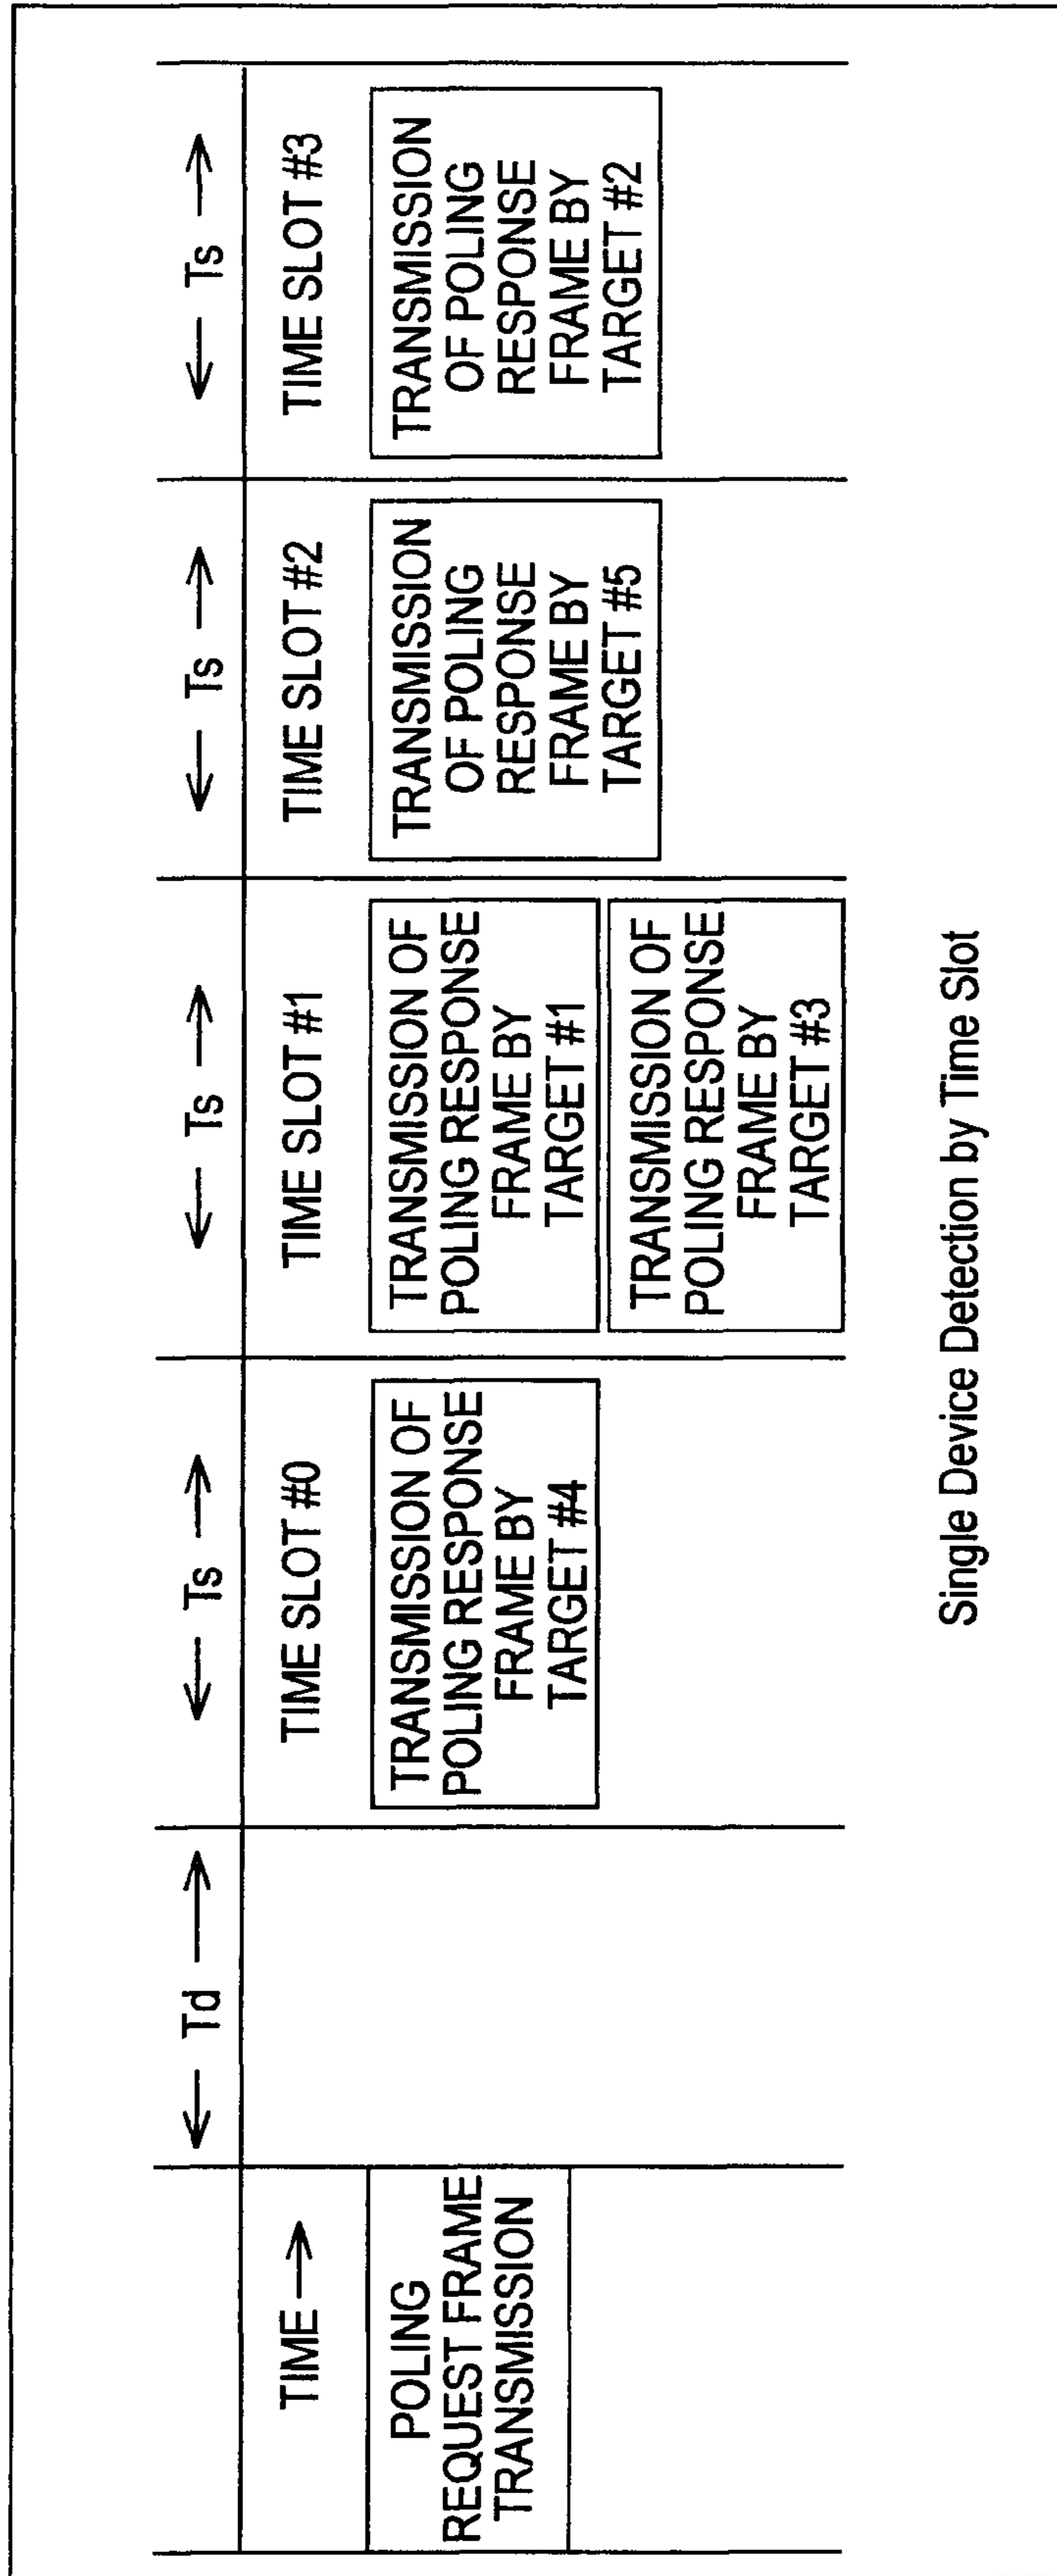 Td
Ts
Ts
Ts
Ts
TIME
TIME SLOT #0
TIME SLOT #1
TIME SLOT #2
TIME SLOT #3
POLING
REQUEST FRAME
TRANSMISSION
TRANSMISSION OF
POLING RESPONSE
FRAME BY
TARGET #4
TRANSMISSION OF
POLING RESPONSE
FRAME BY
TARGET #1
TRANSMISSION OF
POLING RESPONSE
FRAME BY
TARGET #3
TRANSMISSION
OF POLING
RESPONSE
FRAME BY
TARGET #5
TRANSMISSION
OF POLING
RESPONSE
FRAME BY
TARGET #2
Single Device Detection by Time Slot